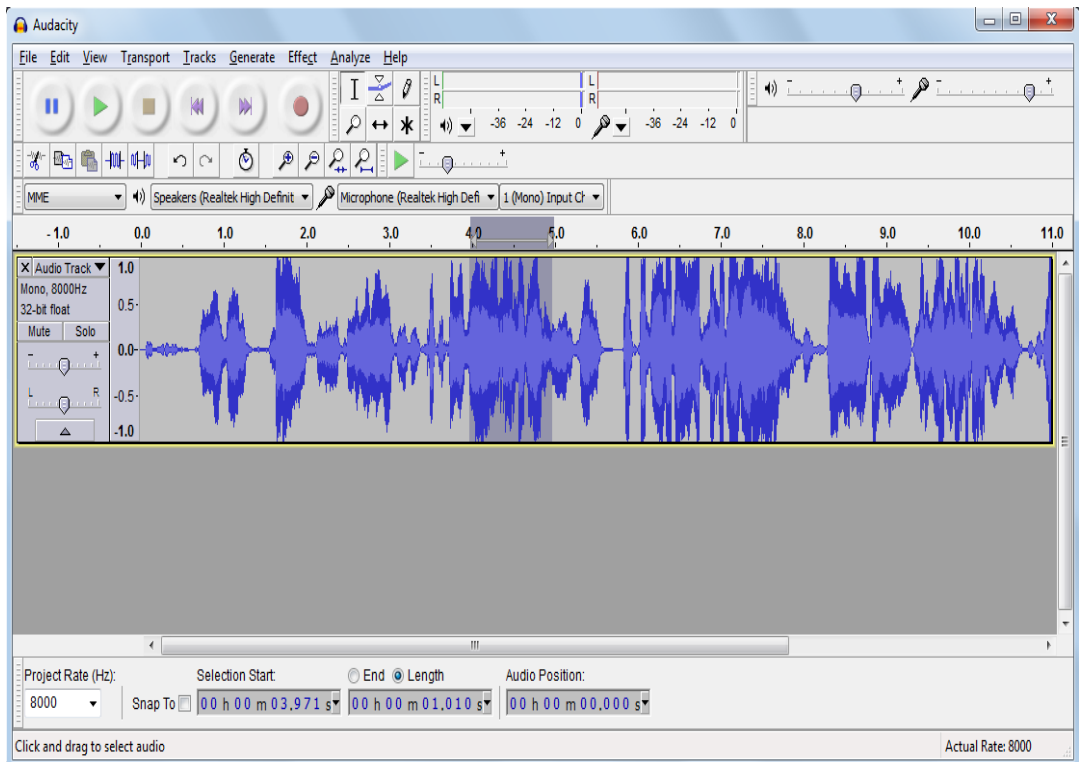 Audacity
File Edit View Transport Tracks Generate Effect Analyze Help
L
R
-36 -24 -12 0
L
R
-36 -24 -12 0
- +
- +
- +
MME
Speakers (Realtek High Definit
Microphone (Realtek High Defi
1 (Mono) Input Ch
-1.0 0.0 1.0 2.0 3.0 4.0 5.0 6.0 7.0 8.0 9.0 10.0 11.0
X Audio Track 1.0
Mono, 8000Hz
32-bit float 0.5
Mute Solo
- + 0.0
L R -0.5
-1.0
Project Rate (Hz): Selection Start: End Length Audio Position:
8000 Snap To 00 h 00 m 03.971 s 00 h 00 m 01.010 s 00 h 00 m 00.000 s
Click and drag to select audio Actual Rate: 8000